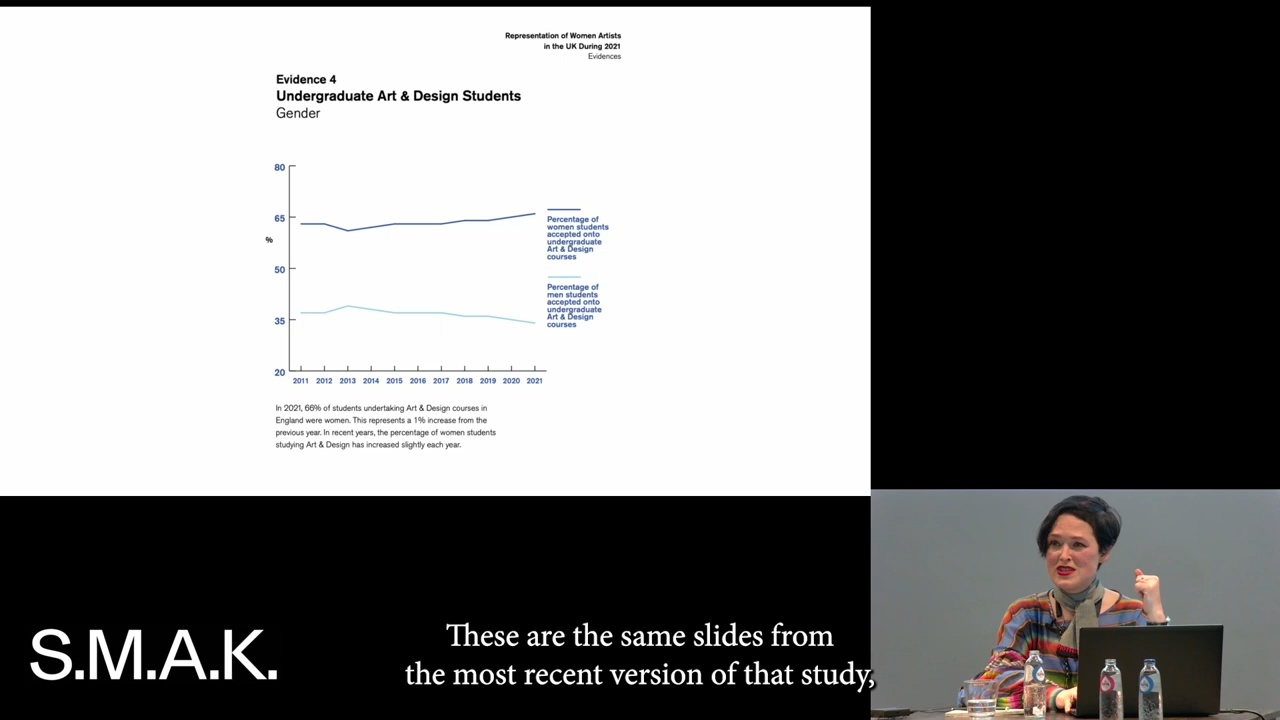 Representation of Women Artists
in the UK During 2021
Evidences
Evidence 4
Undergraduate Art & Design Students
Gender
80
65
%
50
35
20
2011 2012 2013 2014 2015 2016 2017 2018 2019 2020 2021
Percentage of
women students
accepted onto
undergraduate
Art & Design
courses
Percentage of
men students
accepted onto
undergraduate
Art & Design
courses
In 2021, 66% of students undertaking Art & Design courses in
England were women. This represents a 1% increase from the
previous year. In recent years, the percentage of women students
studying Art & Design has increased slightly each year.
S.M.A.K.
These are the same slides from
the most recent version of that study,